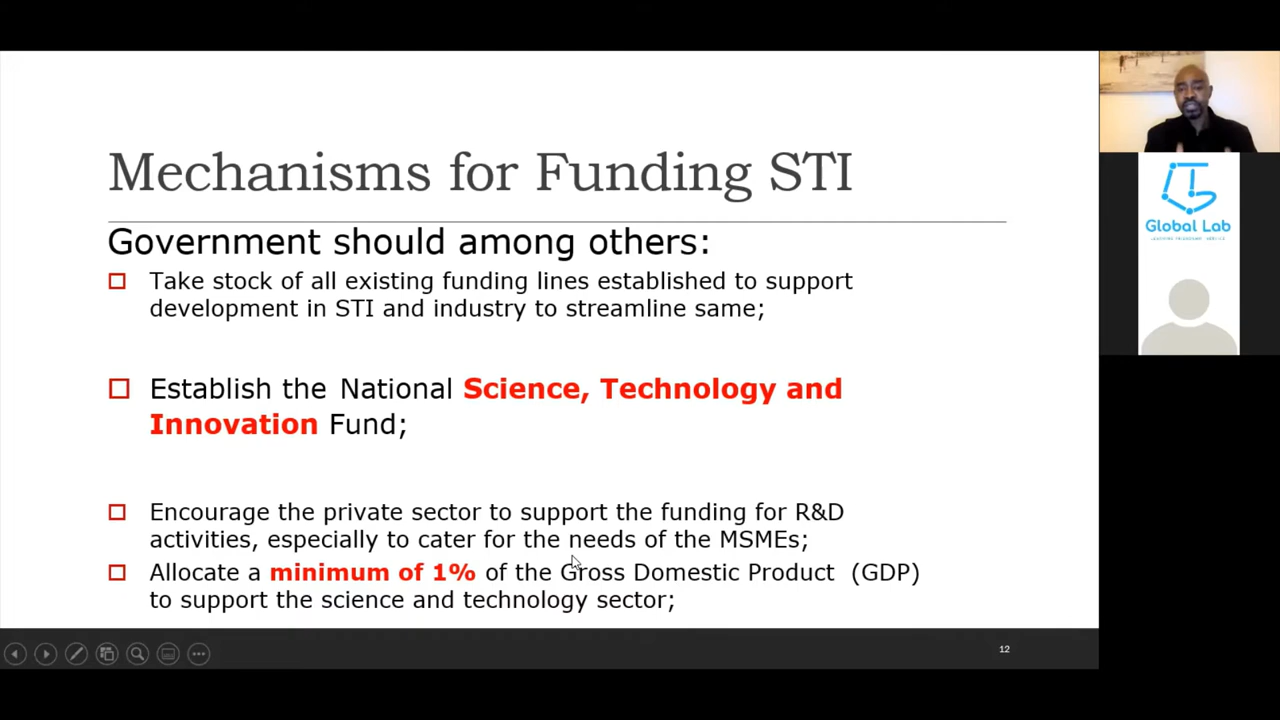 Mechanisms for Funding STI
Government should among others:
Take stock of all existing funding lines established to support
development in STI and industry to streamline same;
Establish the National Science, Technology and
Innovation Fund;
Encourage the private sector to support the funding for R&D
activities, especially to cater for the needs of the MSMEs;
Allocate a minimum of 1% of the Gross Domestic Product (GDP)
to support the science and technology sector;
12
Global Lab